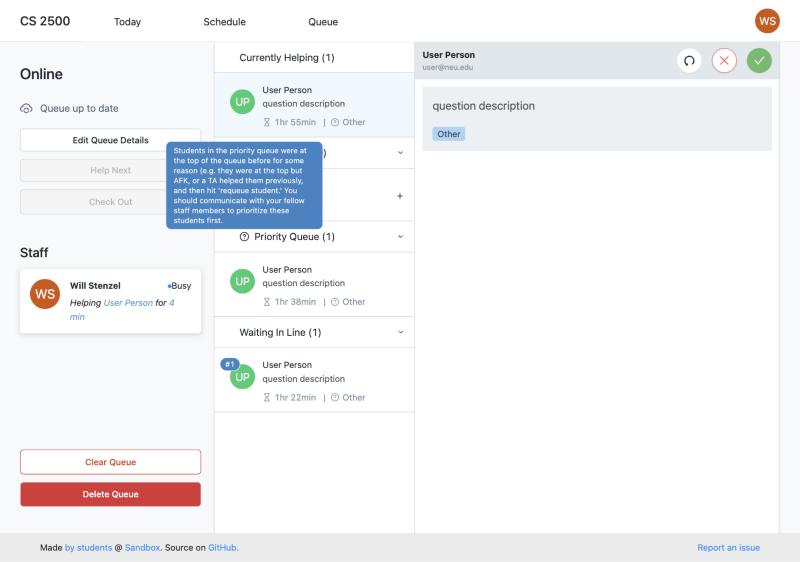 CS 2500
Today
Schedule
Queue
WS
Online
Queue up to date
Edit Queue Details
Help Next
Check Out
Staff
WS
Will Stenzel
Busy
Helping User Person for 4
min
Clear Queue
Delete Queue
Currently Helping (1)
UP
User Person
question description
1hr 55min | Other
)
Students in the priority queue were at
the top of the queue before for some
reason (e.g. they were at the top but
AFK, or a TA helped them previously,
and then hit 'requeue student.' You
should communicate with your fellow
staff members to prioritize these
students first.
+
Priority Queue (1)
UP
User Person
question description
1hr 38min | Other
Waiting In Line (1)
#1
UP
User Person
question description
1hr 22min | Other
User Person
user@neu.edu
question description
Other
Made by students @ Sandbox. Source on GitHub.
Report an issue